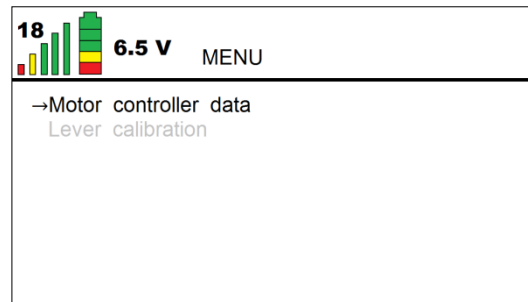 18
6.5 V
MENU
→Motor controller data
Lever calibration